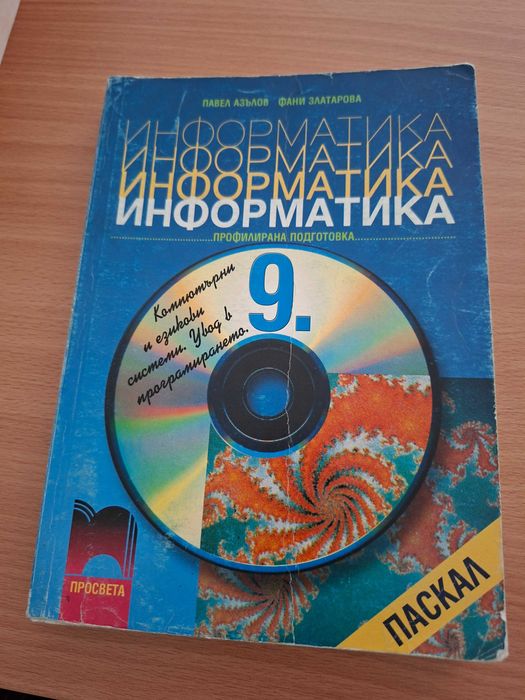 ПАВЕЛ АЗЪЛОВ ФАНИ ЗЛАТАРОВА
ИНФОРМАТИКА
ИНФОРМАТИКА
ИНФОРМАТИКА
ИНФОРМАТИКА
ПРОФИЛИРАНА ПОДГОТОВКА
9.
Компютърни
и езикови
системи. Увод в
програмирането.
ПРОСВЕТА
ПАСКАЛ